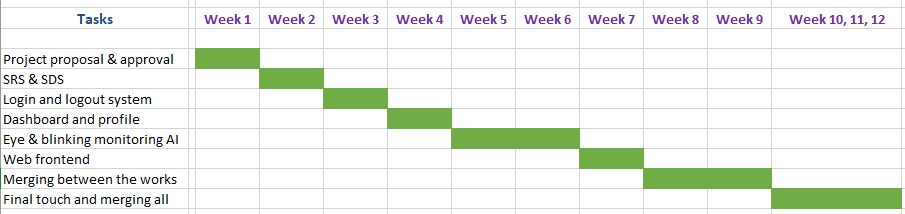 Tasks Week 1 Week 2 Week 3 Week 4 Week 5 Week 6 Week 7 Week 8 Week 9 Week 10, 11, 12
Project proposal & approval
SRS & SDS
Login and logout system
Dashboard and profile
Eye & blinking monitoring AI
Web frontend
Merging between the works
Final touch and merging all